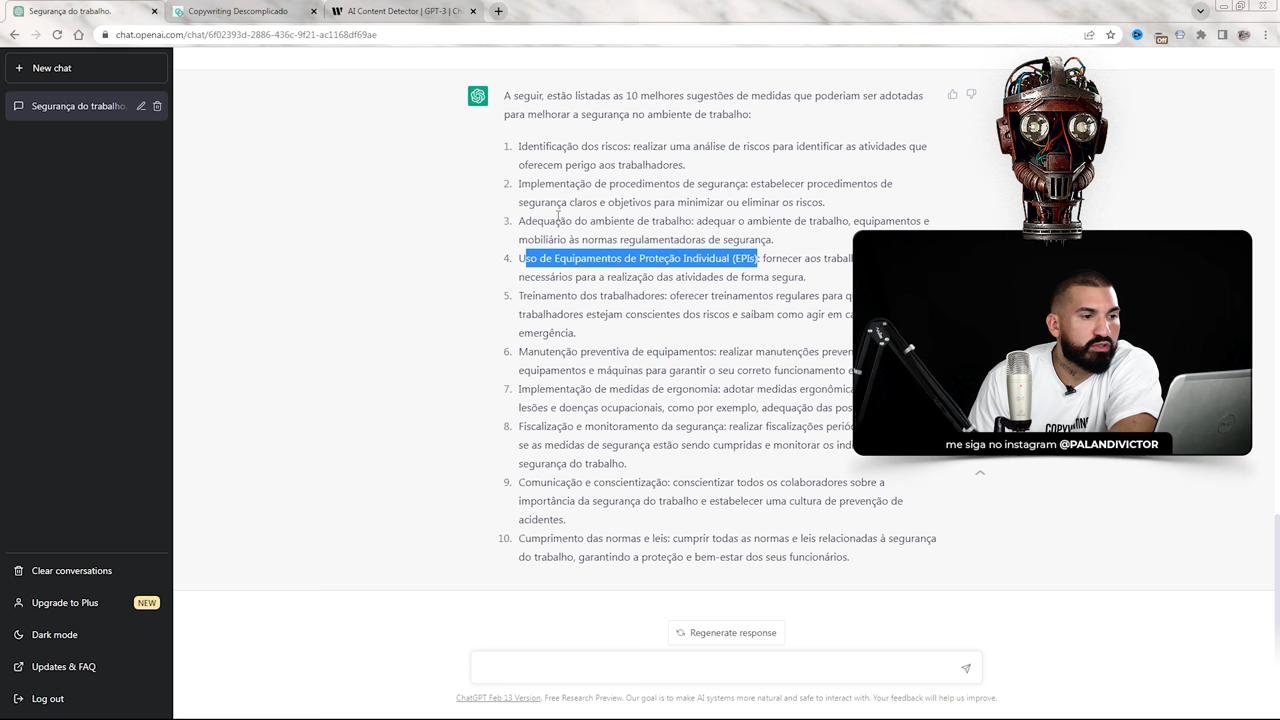 Segurança do trabalho.
Copywriting Descomplicado
AI Content Detector | GPT-3 | Ch
chat.openai.com/chat/6f02393d-2886-436c-9f21-ac1168df69ae
Off
New chat
Segurança do trabalho.
A seguir, estão listadas as 10 melhores sugestões de medidas que poderiam ser adotadas
para melhorar a segurança no ambiente de trabalho:
1. Identificação dos riscos: realizar uma análise de riscos para identificar as atividades que
oferecem perigo aos trabalhadores.
2. Implementação de procedimentos de segurança: estabelecer procedimentos de
segurança claros e objetivos para minimizar ou eliminar os riscos.
3. Adequação do ambiente de trabalho: adequar o ambiente de trabalho, equipamentos e
mobiliário às normas regulamentadoras de segurança.
4. Uso de Equipamentos de Proteção Individual (EPIs): fornecer aos trabal
necessários para a realização das atividades de forma segura.
5. Treinamento dos trabalhadores: oferecer treinamentos regulares para q
trabalhadores estejam conscientes dos riscos e saibam como agir em ca
emergência.
6. Manutenção preventiva de equipamentos: realizar manutenções preven
equipamentos e máquinas para garantir o seu correto funcionamento e
7. Implementação de medidas de ergonomia: adotar medidas ergonômica
lesões e doenças ocupacionais, como por exemplo, adequação das pos
8. Fiscalização e monitoramento da segurança: realizar fiscalizações perió
se as medidas de segurança estão sendo cumpridas e monitorar os ind
segurança do trabalho.
9. Comunicação e conscientização: conscientizar todos os colaboradores sobre a
importância da segurança do trabalho e estabelecer uma cultura de prevenção de
acidentes.
10. Cumprimento das normas e leis: cumprir todas as normas e leis relacionadas à segurança
do trabalho, garantindo a proteção e bem-estar dos seus funcionários.
me siga no instagram @PALANDIVICTOR
Clear conversations
Upgrade to Plus
NEW
Dark mode
Updates & FAQ
Log out
Regenerate response
ChatGPT Feb 13 Version. Free Research Preview. Our goal is to make AI systems more natural and safe to interact with. Your feedback will help us improve.